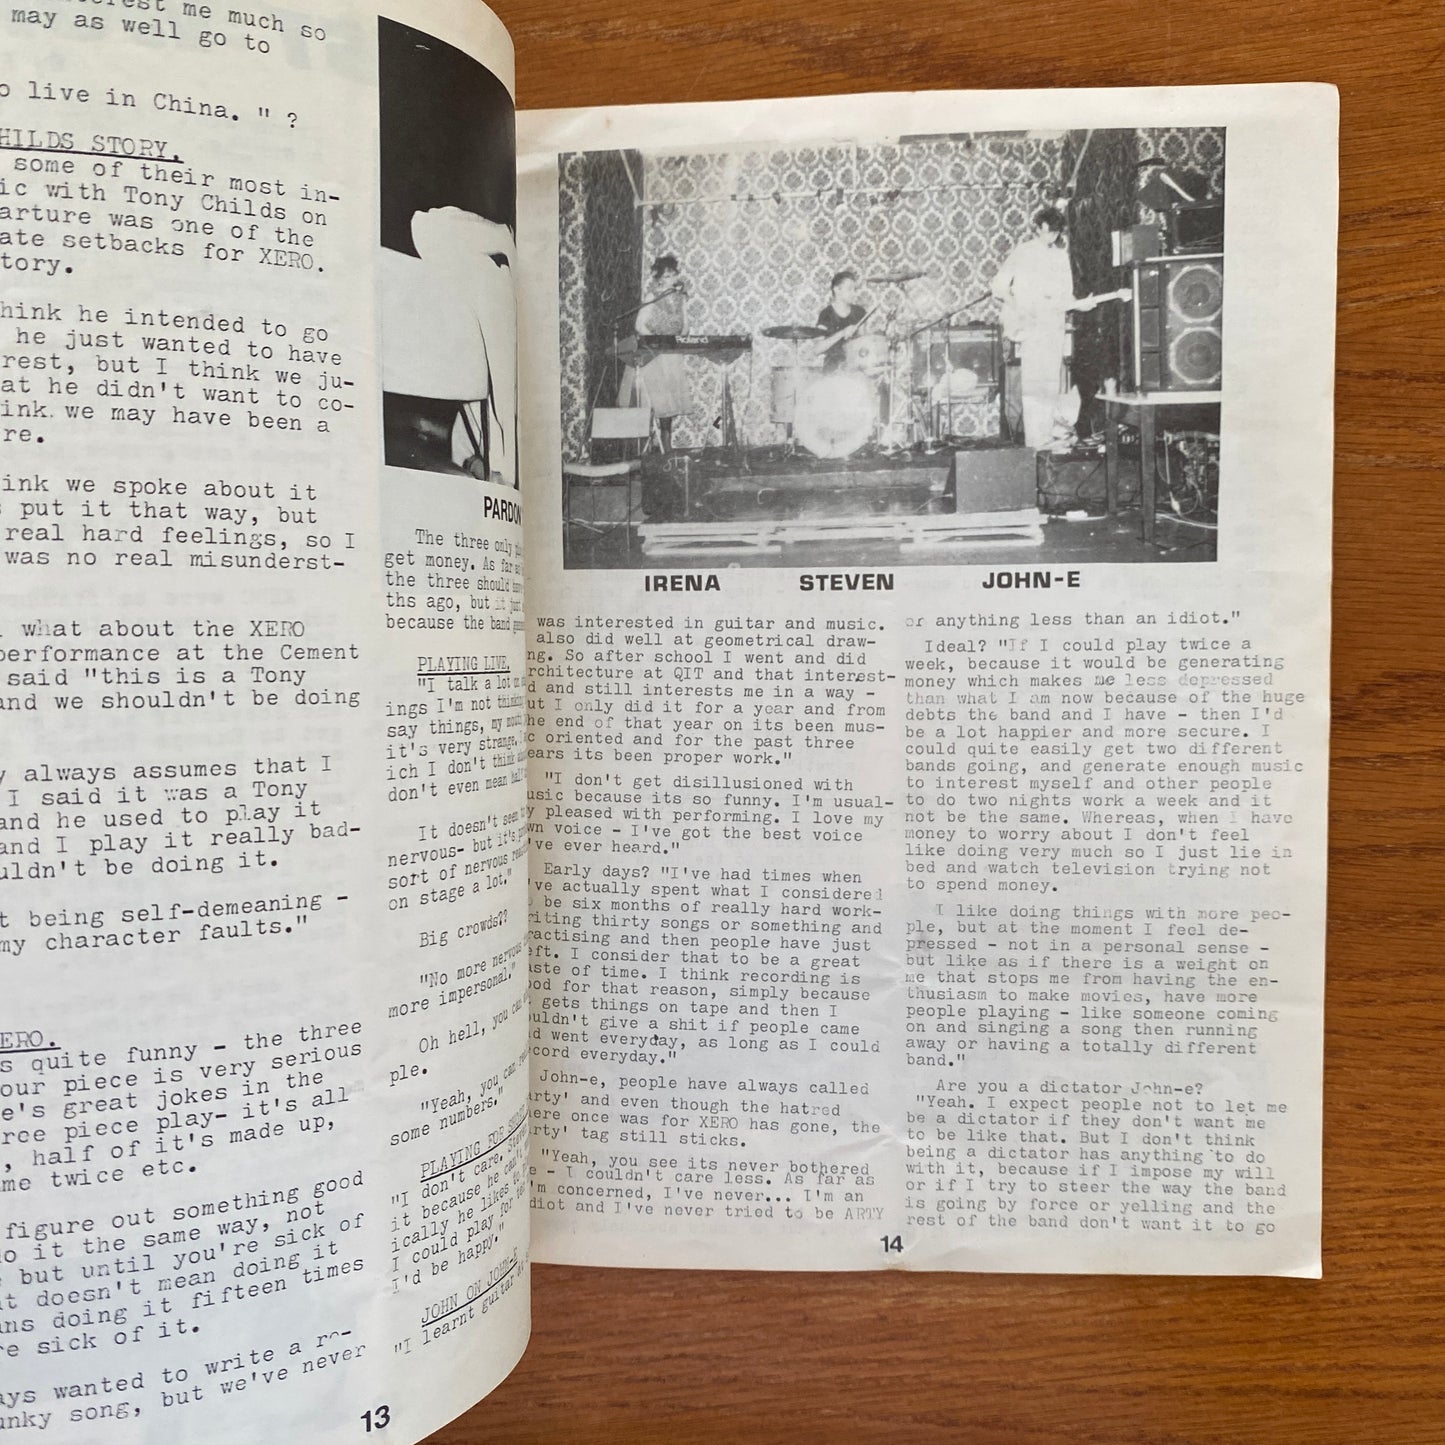 erest me much so
may as well go to
o live in China. " ?
HILDS STORY.
some of their most in-
ic with Tony Childs on
arture was one of the
ate setbacks for XERO.
tory.
hink he intended to go
he just wanted to have
rest, but I think we ju-
at he didn't want to co-
ink. we may have been a
re.
ink we spoke about it
put it that way, but
real hard feelings, so I
was no real misunderst-
what about the XERO
performance at the Cement
said "this is a Tony
and we shouldn't be doing
y always assumes that I
I said it was a Tony
and he used to play it
and I play it really bad-
uldn't be doing it.
t being self-demeaning -
my character faults."
ERO.
s quite funny - the three
our piece is very serious
e's great jokes in the
rce piece play- it's all
, half of it's made up,
me twice etc.
figure out something good
do it the same way, not
but until you're sick of
t doesn't mean doing it
ans doing it fifteen times
re sick of it.
ays wanted to write a
unky song, but we've never
13
PARDON
The three only
get money. As far
the three should
ths ago, but it just
because the band
PLAYING LIVE.
"I talk a lot
ings I'm not thinking
say things, my
it's very strange.
ich I don't think
don't even mean half
It doesn't seem
nervous- but it's
sort of nervous
on stage a lot."
Big crowds??
"No more nervous
more impersonal."
Oh hell, you can
ple.
"Yeah, you can
some numbers."
PLAYING FOR
"I don't care.
it because he can't
ically he likes
I could play for
I'd be happy."
JOHN ON JOHN-E
"I learnt guitar
Roland
IRENA STEVEN JOHN-E
was interested in guitar and music.
also did well at geometrical draw-
ng. So after school I went and did
rchitecture at QIT and that interest-
d and still interests me in a way -
ut I only did it for a year and from
he end of that year on its been mus-
c oriented and for the past three
ears its been proper work."
"I don't get disillusioned with
usic because its so funny. I'm usual-
y pleased with performing. I love my
wn voice - I've got the best voice
've ever heard."
Early days? "I've had times when
've actually spent what I considered
be six months of really hard work-
riting thirty songs or something and
ractising and then people have just
eft. I consider that to be a great
aste of time. I think recording is
ood for that reason, simply because
gets things on tape and then I
ouldn't give a shit if people came
d went everyday, as long as I could
cord everyday."
John-e, people have always called
arty' and even though the hatred
ere once was for XERO has gone, the
rty' tag still sticks.
"Yeah, you see its never bothered
e - I couldn't care less. As far as
'm concerned, I've never... I'm an
diot and I've never tried to be ARTY
or anything less than an idiot."
Ideal? "If I could play twice a
week, because it would be generating
money which makes me less depressed
than what I am now because of the huge
debts the band and I have - then I'd
be a lot happier and more secure. I
could quite easily get two different
bands going, and generate enough music
to interest myself and other people
to do two nights work a week and it
not be the same. Whereas, when I have
money to worry about I don't feel
like doing very much so I just lie in
bed and watch television trying not
to spend money.
I like doing things with more peo-
ple, but at the moment I feel de-
pressed - not in a personal sense -
but like as if there is a weight on
me that stops me from having the en-
thusiasm to make movies, have more
people playing - like someone coming
on and singing a song then running
away or having a totally different
band."
Are you a dictator John-e?
"Yeah. I expect people not to let me
be a dictator if they don't want me
to be like that. But I don't think
being a dictator has anything to do
with it, because if I impose my will
or if I try to steer the way the band
is going by force or yelling and the
rest of the band don't want it to go
14